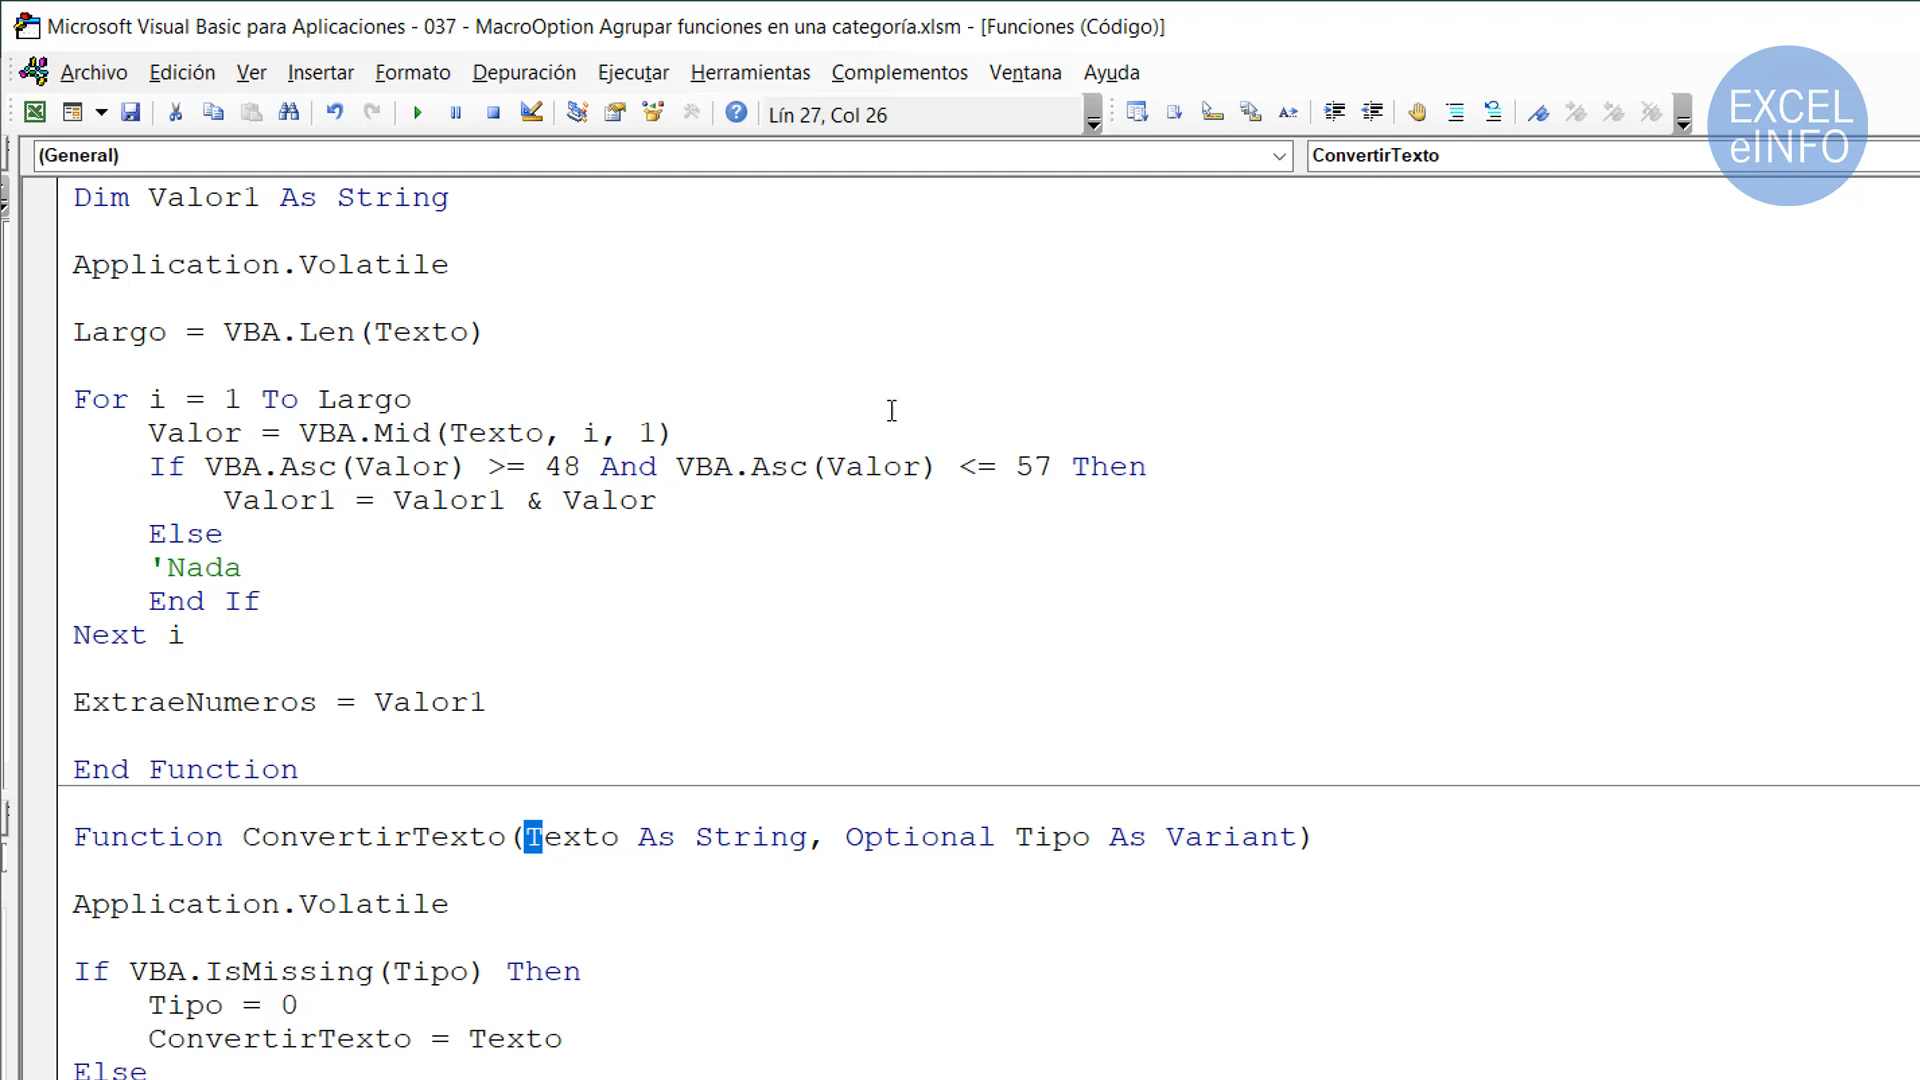 Microsoft Visual Basic para Aplicaciones - 037 - MacroOption Agrupar funciones en una categoría.xlsm - [Funciones (Código)]
Archivo Edición Ver Insertar Formato Depuración Ejecutar Herramientas Complementos Ventana Ayuda
Lín 27, Col 26
EXCEL
eINFO
(General) ConvertirTexto
Dim Valor1 As String
Application.Volatile
Largo = VBA.Len(Texto)
For i = 1 To Largo
Valor = VBA.Mid(Texto, i, 1)
If VBA.Asc(Valor) >= 48 And VBA.Asc(Valor) <= 57 Then
Valor1 = Valor1 & Valor
Else
'Nada
End If
Next i
ExtraeNumeros = Valor1
End Function
Function ConvertirTexto(Texto As String, Optional Tipo As Variant)
Application.Volatile
If VBA.IsMissing(Tipo) Then
Tipo = 0
ConvertirTexto = Texto
Else